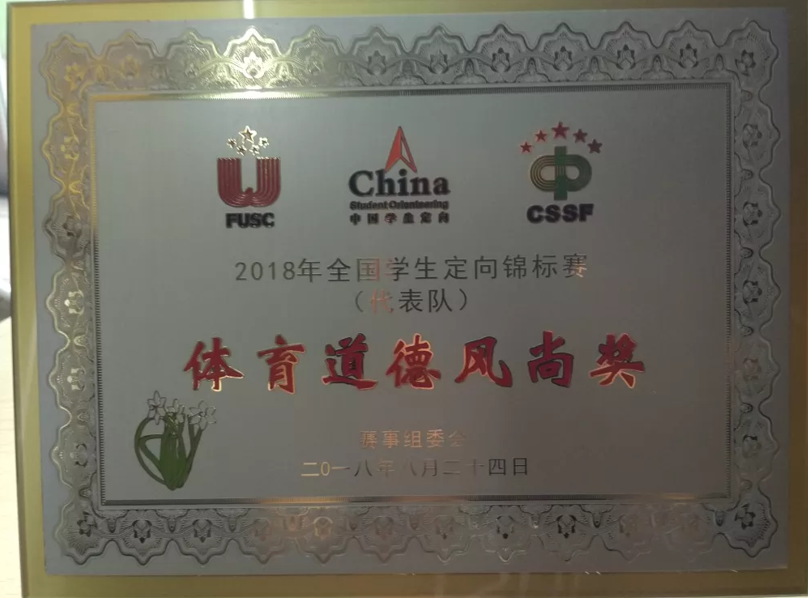 FUSC
China
Student Orienteering
中国学生定向
CSSF
2018年全国学生定向锦标赛
（代表队）
体育道德风尚奖
赛事组委会
二0一八年八月二十四日